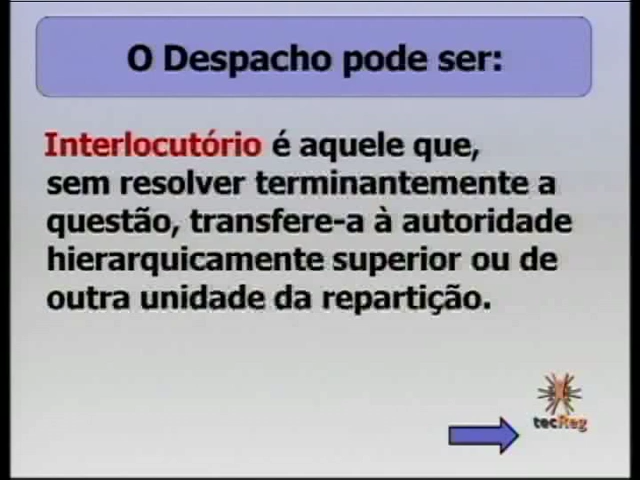 O Despacho pode ser:
Interlocutório é aquele que,
sem resolver terminantemente a
questão, transfere-a à autoridade
hierarquicamente superior ou de
outra unidade da repartição.
tecReg